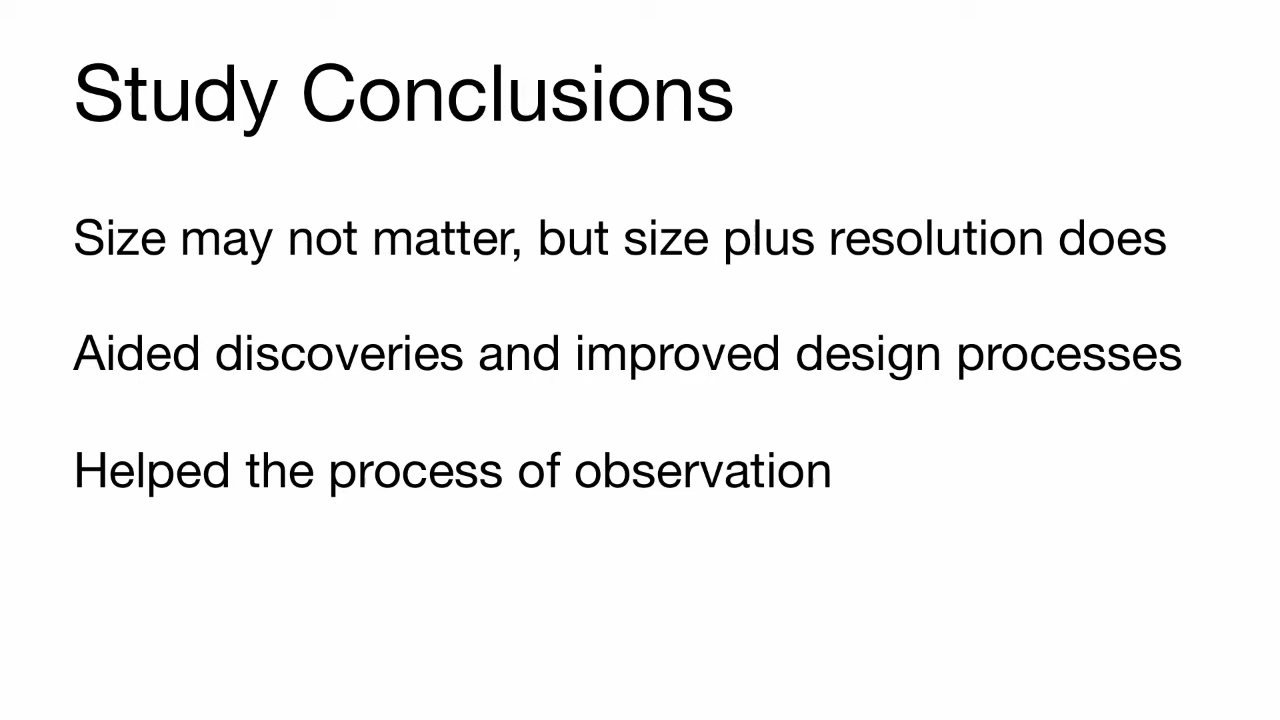 Study Conclusions
Size may not matter, but size plus resolution does
Aided discoveries and improved design processes
Helped the process of observation